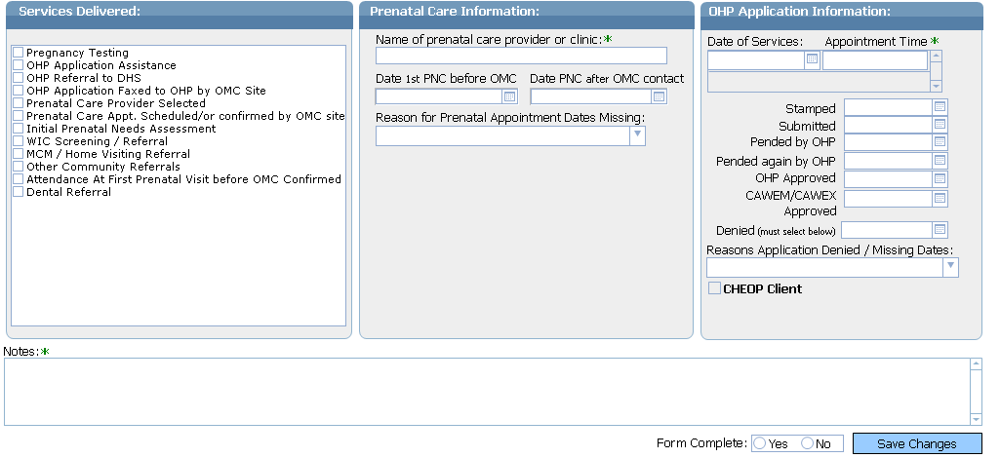 Services Delivered:
Pregnancy Testing
OHP Application Assistance
OHP Referral to DHS
OHP Application Faxed to OHP by OMC Site
Prenatal Care Provider Selected
Prenatal Care Appt. Scheduled/or confirmed by OMC site
Initial Prenatal Needs Assessment
WIC Screening / Referral
MCM / Home Visiting Referral
Other Community Referrals
Attendance At First Prenatal Visit before OMC Confirmed
Dental Referral
Prenatal Care Information:
Name of prenatal care provider or clinic:*
Date 1st PNC before OMC Date PNC after OMC contact
Reason for Prenatal Appointment Dates Missing:
OHP Application Information:
Date of Services: Appointment Time *
Stamped
Submitted
Pended by OHP
Pended again by OHP
OHP Approved
CAWEM/CAWEX
Approved
Denied (must select below)
Reasons Application Denied / Missing Dates:
CHEOP Client
Notes:*
Form Complete: Yes No Save Changes